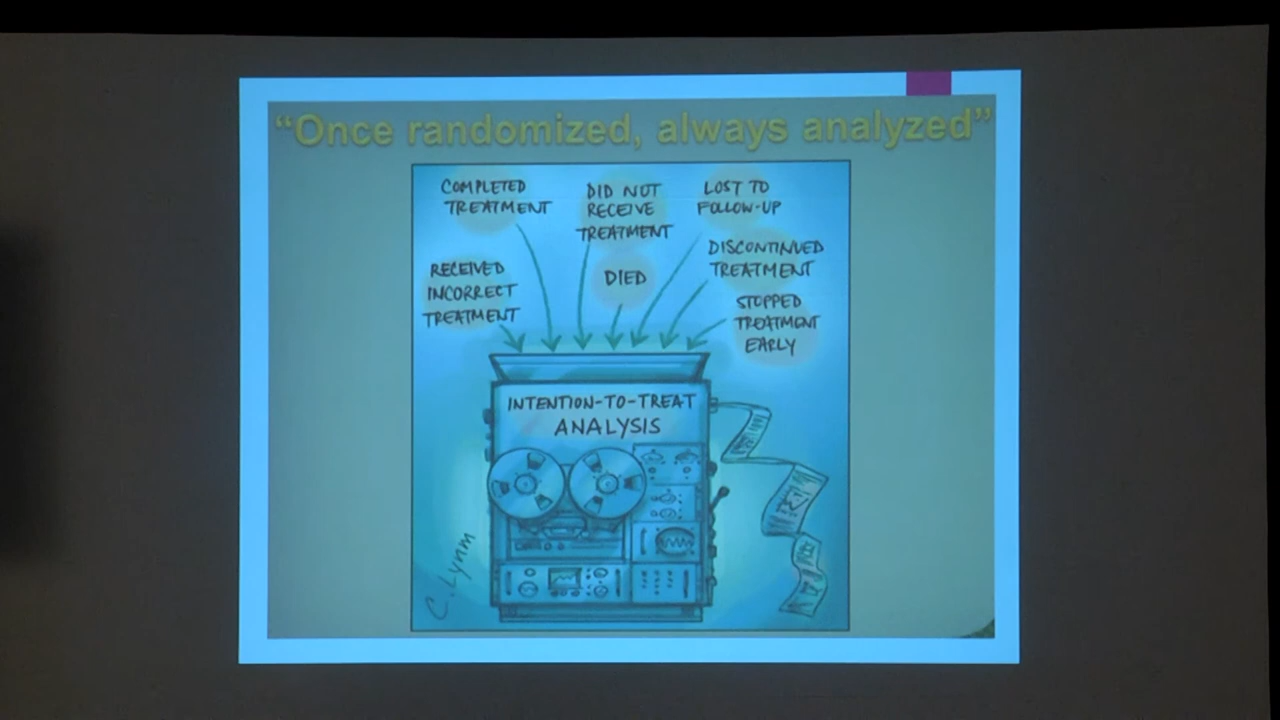 “Once randomized, always analyzed”
COMPLETED
TREATMENT
DID NOT
RECEIVE
TREATMENT
LOST TO
FOLLOW-UP
RECEIVED
INCORRECT
TREATMENT
DIED
DISCONTINUED
TREATMENT
STOPPED
TREATMENT
EARLY
INTENTION-TO-TREAT
ANALYSIS
C. Lynm